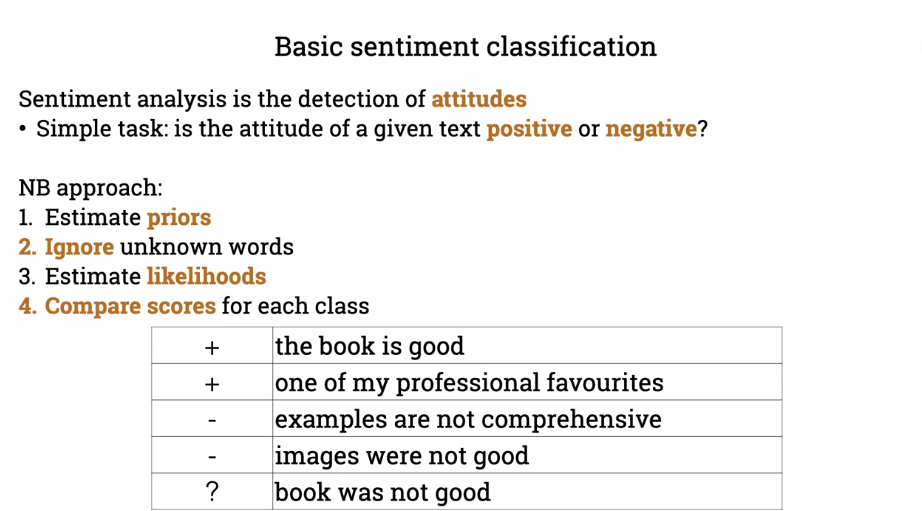 Basic sentiment classification
Sentiment analysis is the detection of attitudes
• Simple task: is the attitude of a given text positive or negative?
NB approach:
1. Estimate priors
2. Ignore unknown words
3. Estimate likelihoods
4. Compare scores for each class
+ the book is good
+ one of my professional favourites
- examples are not comprehensive
- images were not good
? book was not good